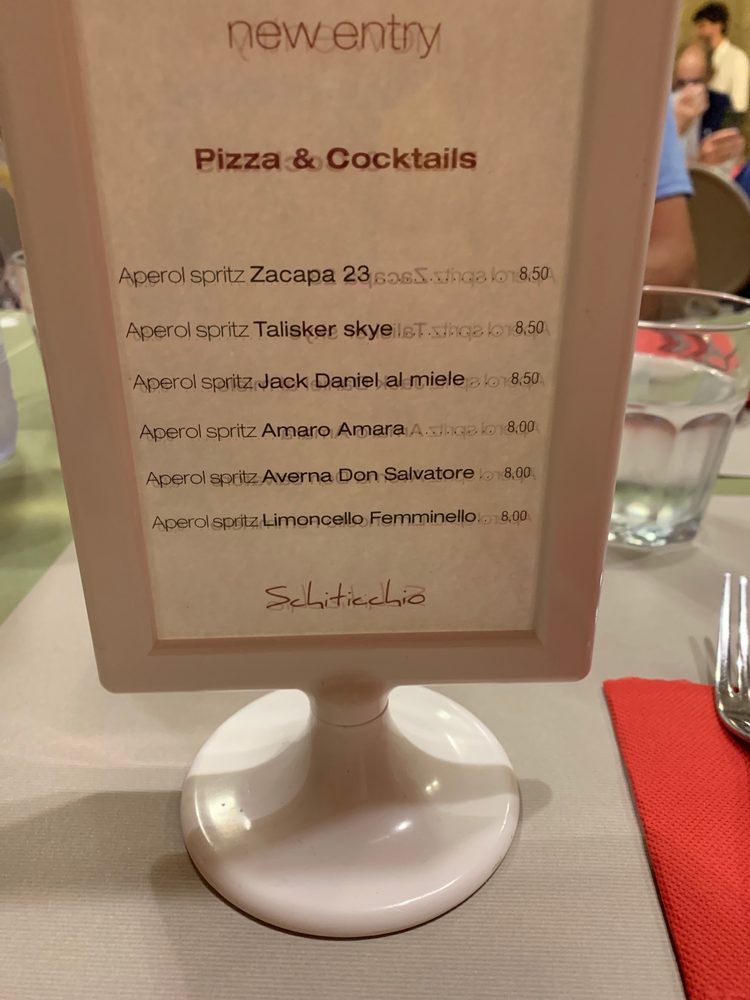 new entry
Pizza & Cocktails
Aperol spritz Zacapa 23 8,50
Aperol spritz Talisker skye 8,50
Aperol spritz Jack Daniel al miele 8,50
Aperol spritz Amaro Amara 8,00
Aperol spritz Averna Don Salvatore 8,00
Aperol spritz Limoncello Femminello 8,00
Schiticchio